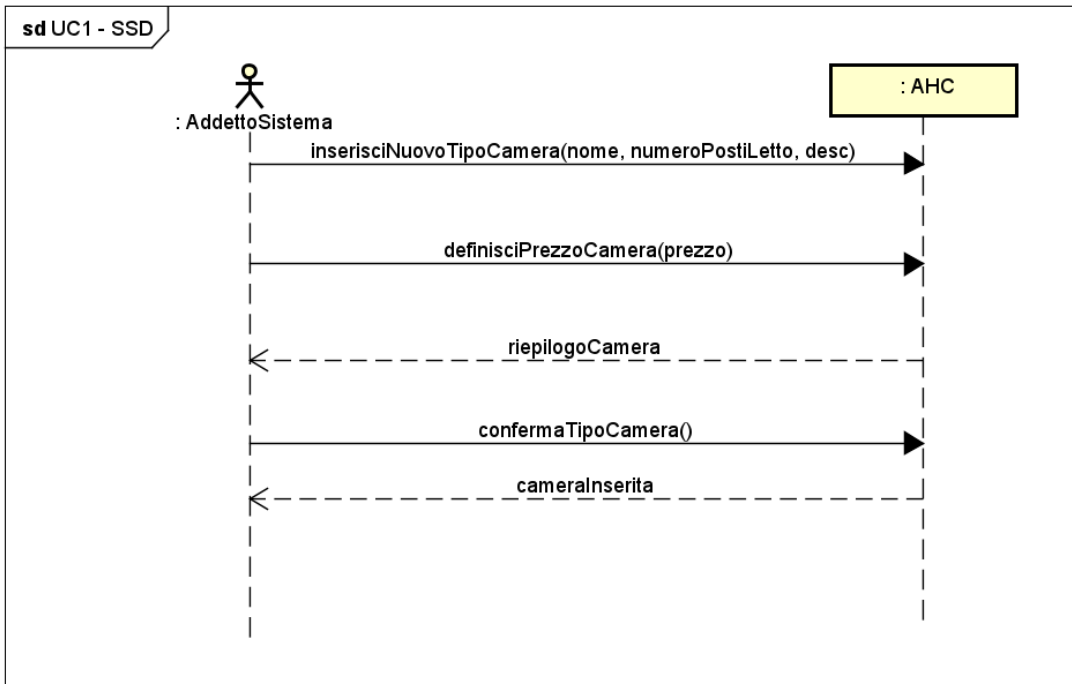 sd UC1 - SSD
: AddettoSistema
: AHC
inserisciNuovoTipoCamera(nome, numeroPostiLetto, desc)
definisciPrezzoCamera(prezzo)
riepilogoCamera
confermaTipoCamera()
cameraInserita